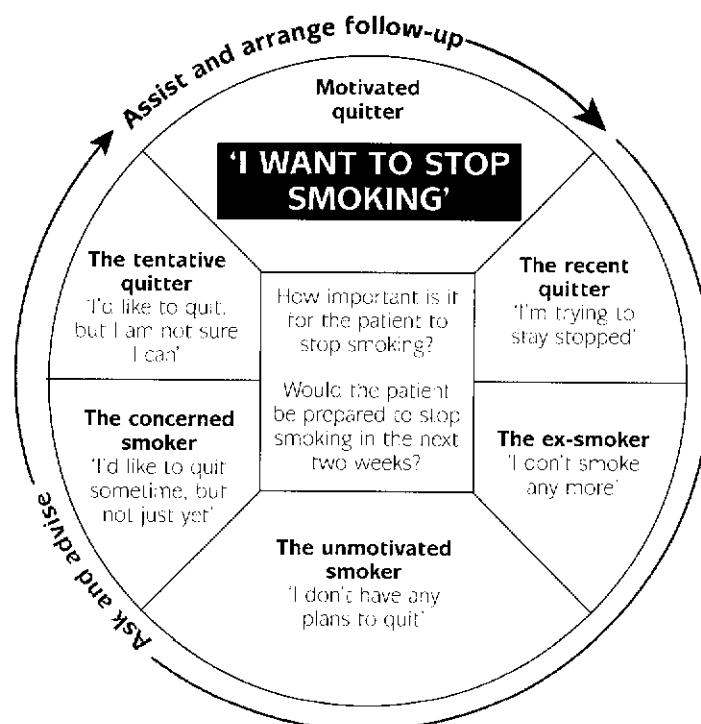 Assist and arrange follow-up
Motivated
quitter
'I WANT TO STOP
SMOKING'
The tentative
quitter
'I'd like to quit,
but I am not sure
I can'
How important is it
for the patient to
stop smoking?
Would the patient
be prepared to stop
smoking in the next
two weeks?
The recent
quitter
'I'm trying to
stay stopped'
The concerned
smoker
'I'd like to quit
sometime, but
not just yet'
The ex-smoker
'I don't smoke
any more'
The unmotivated
smoker
'I don't have any
plans to quit'
Ask and advise